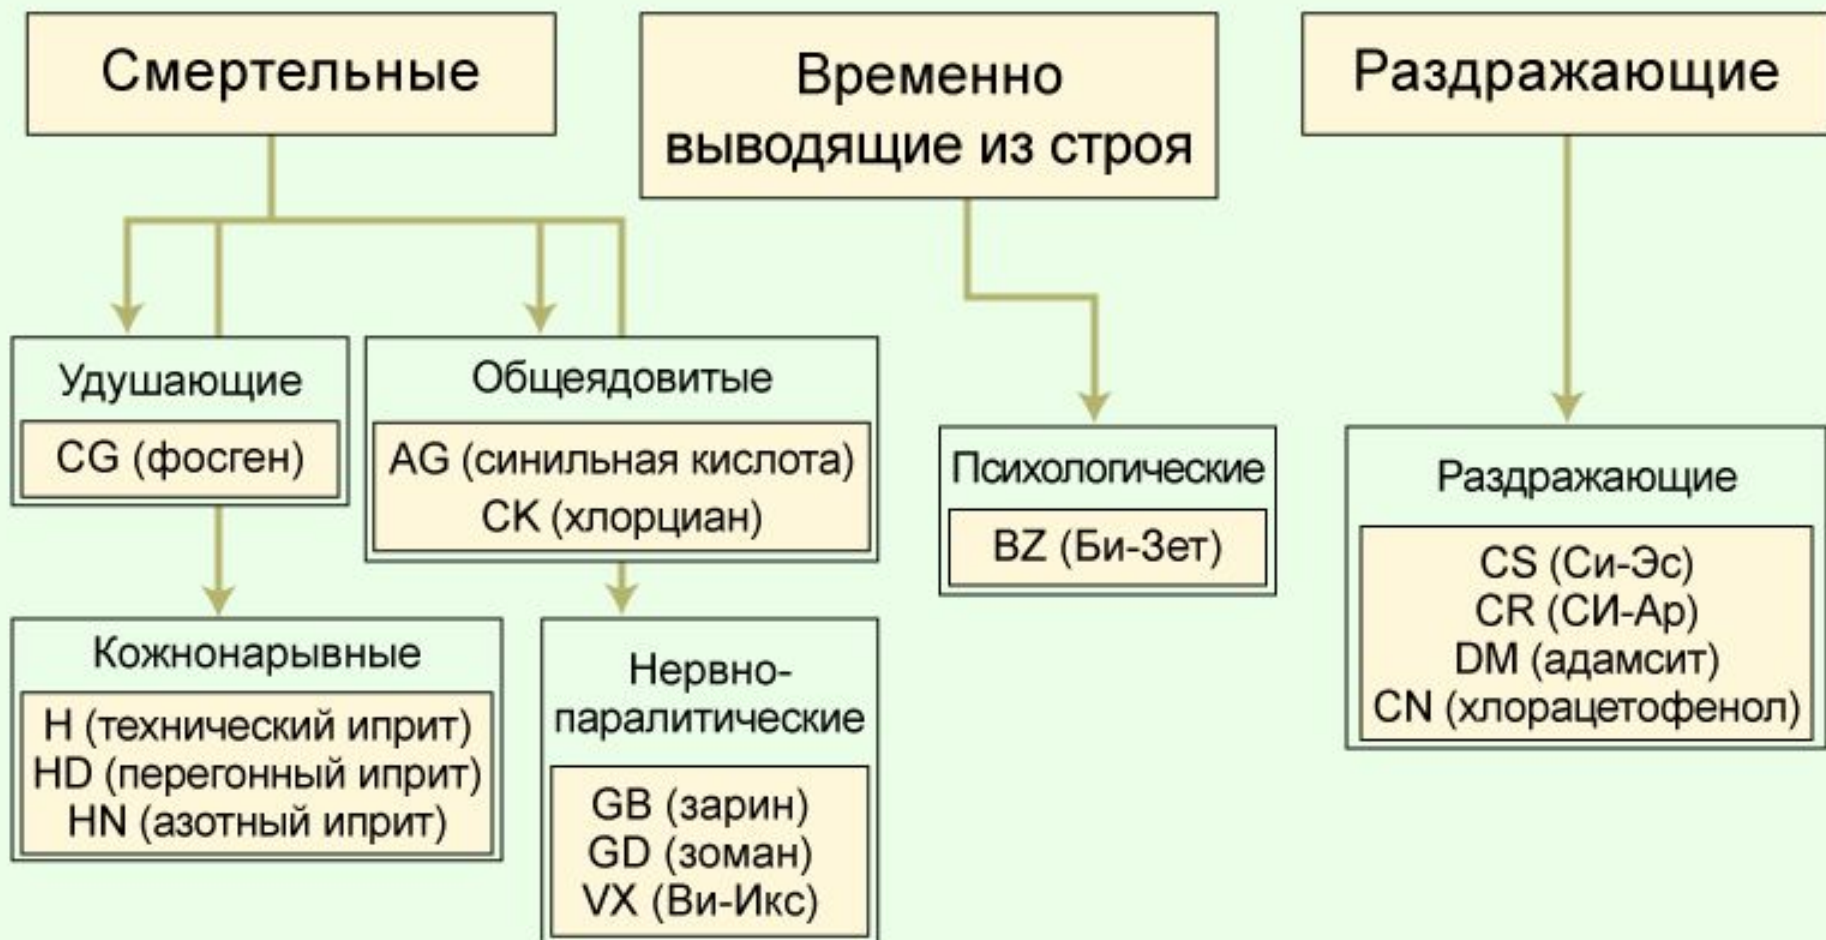 Смертельные
Временно
выводящие из строя
Раздражающие
Удушающие
CG (фосген)
Общеядовитые
AG (синильная кислота)
CK (хлорциан)
Психологические
BZ (Би-Зет)
Раздражающие
CS (Си-Эс)
CR (СИ-Ар)
DM (адамсит)
CN (хлорацетофенол)
Кожнонарывные
H (технический иприт)
HD (перегонный иприт)
HN (азотный иприт)
Нервно-
паралитические
GB (зарин)
GD (зоман)
VX (Ви-Икс)